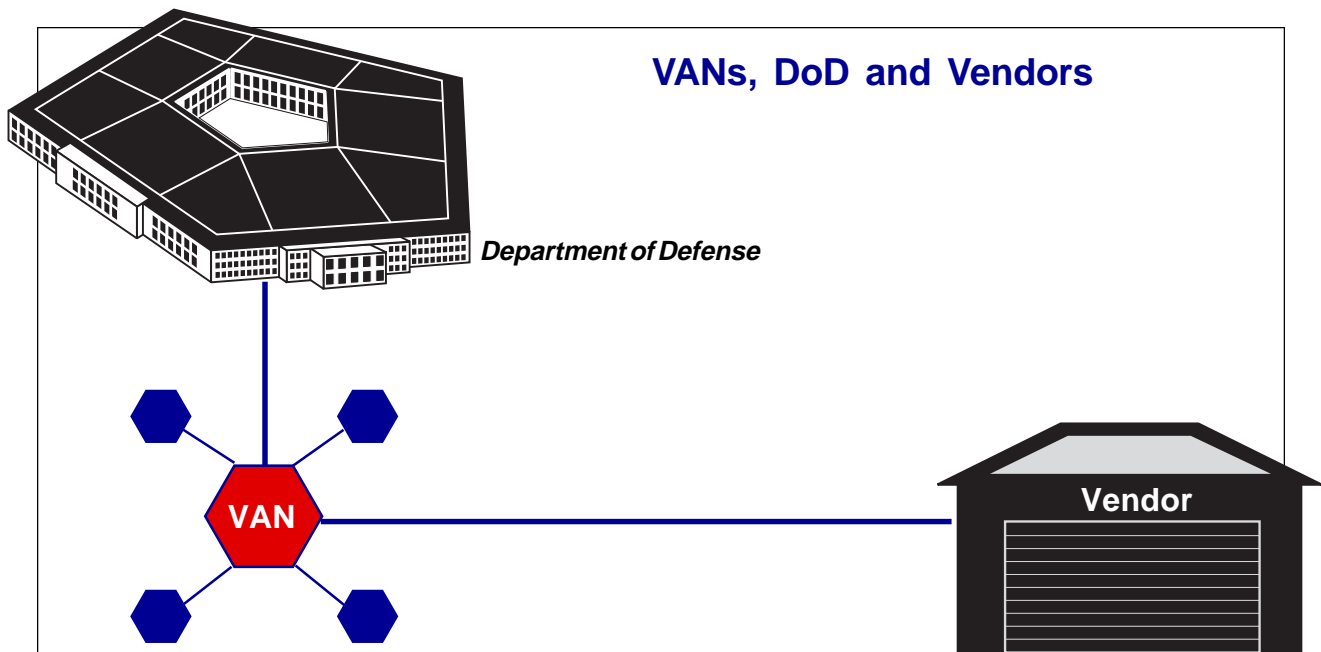 VANs, DoD and Vendors
Department of Defense
VAN
Vendor